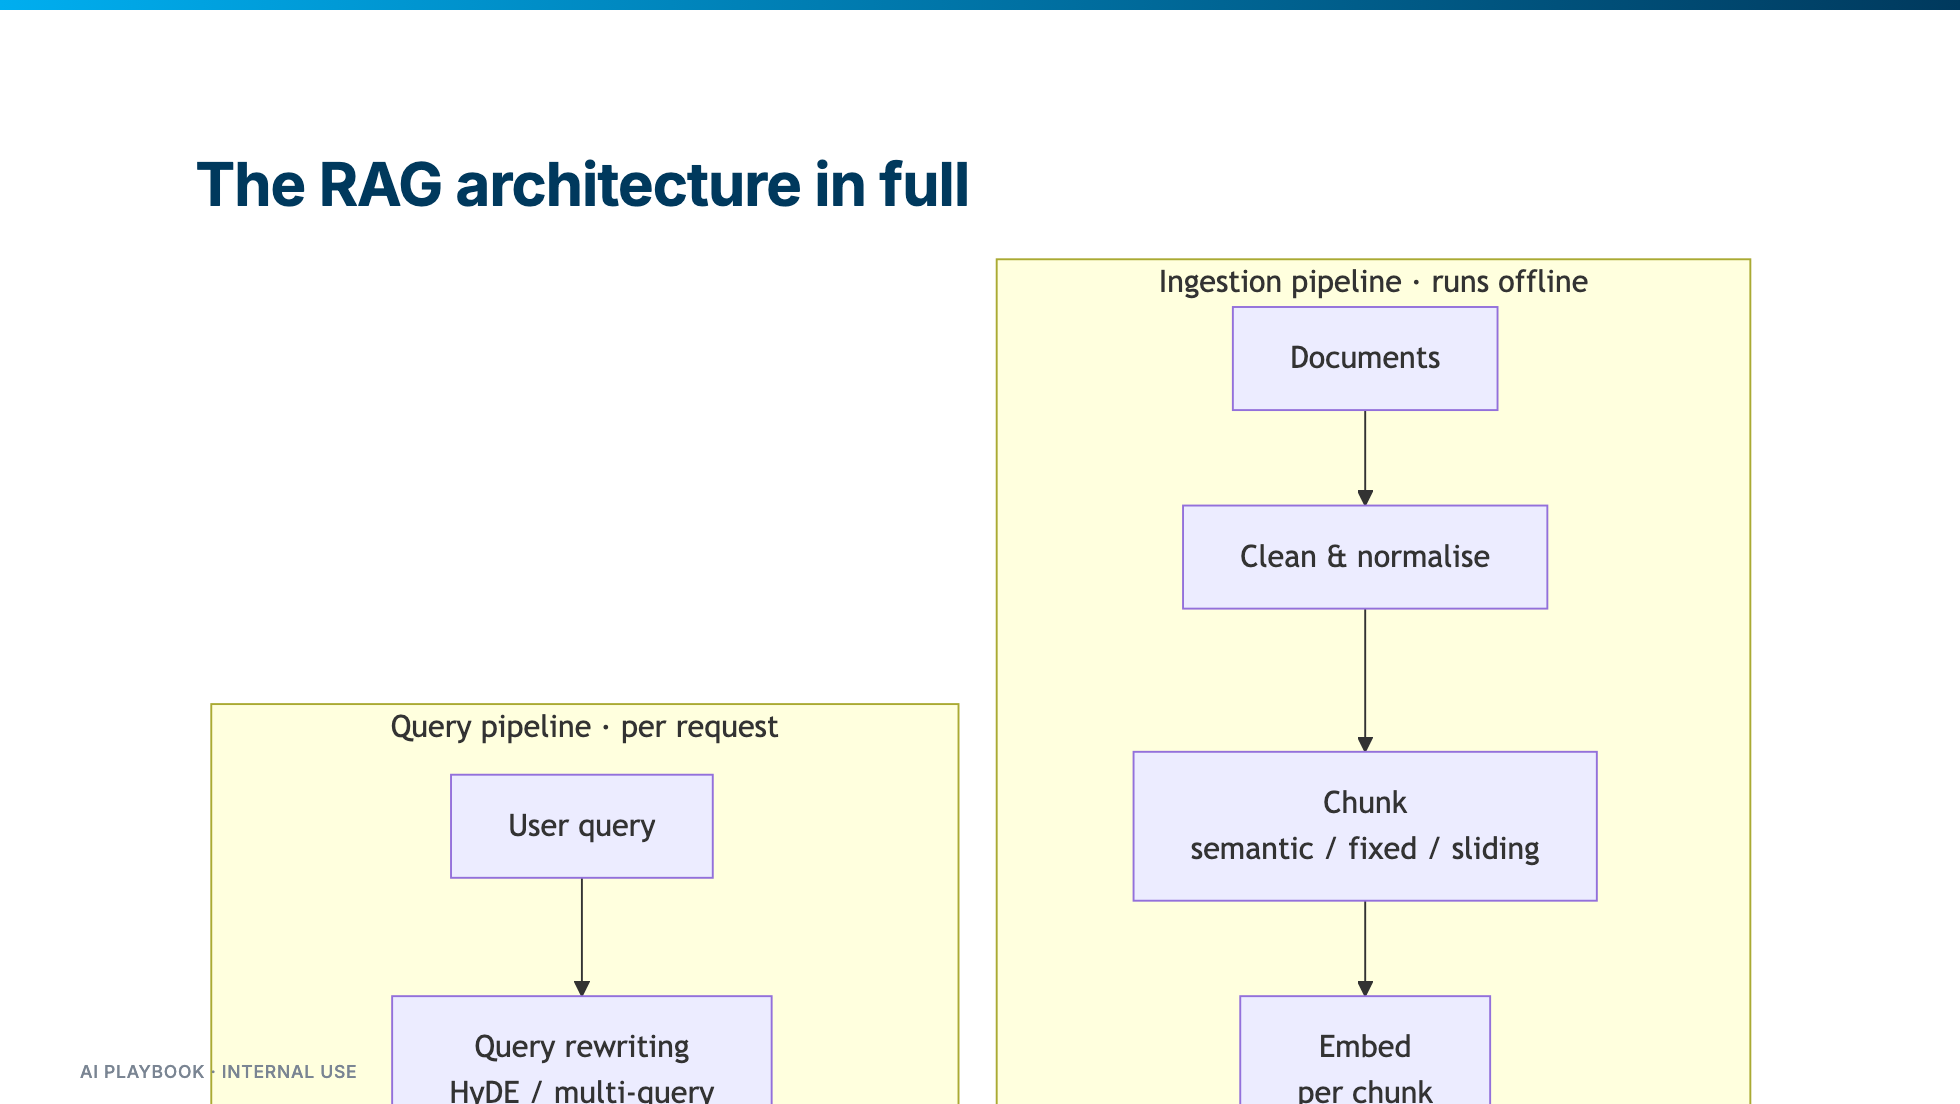 The RAG architecture in full
Ingestion pipeline · runs offline
Documents
Clean & normalise
Chunk
semantic / fixed / sliding
Embed
per chunk
Query pipeline · per request
User query
Query rewriting
HyDE / multi-query
AI PLAYBOOK · INTERNAL USE